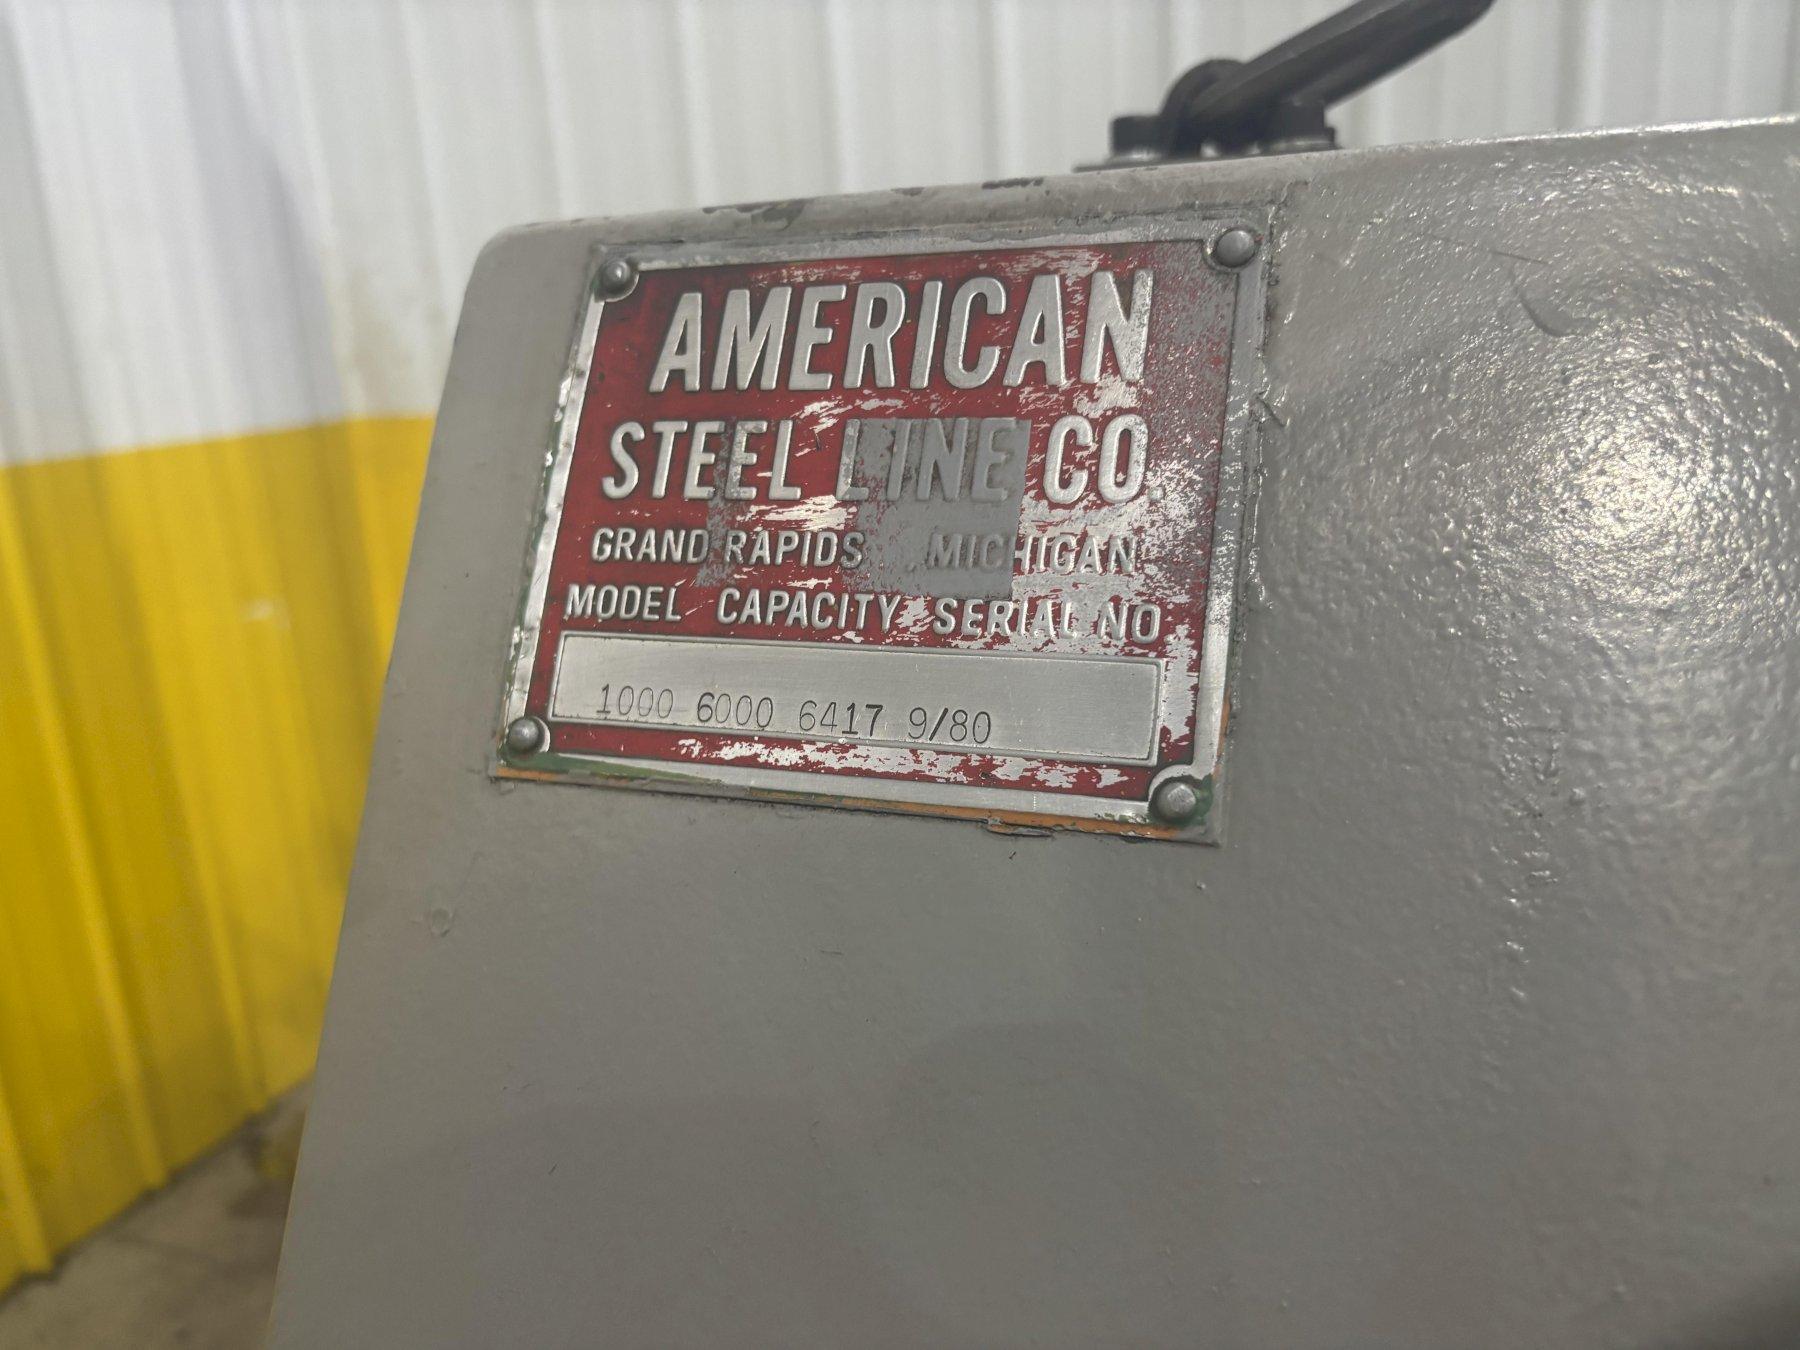 AMERICAN
STEEL LINE CO.
GRAND RAPIDS, MICHIGAN.
MODEL CAPACITY SERIAL NO
1000 6000 6417 9/80